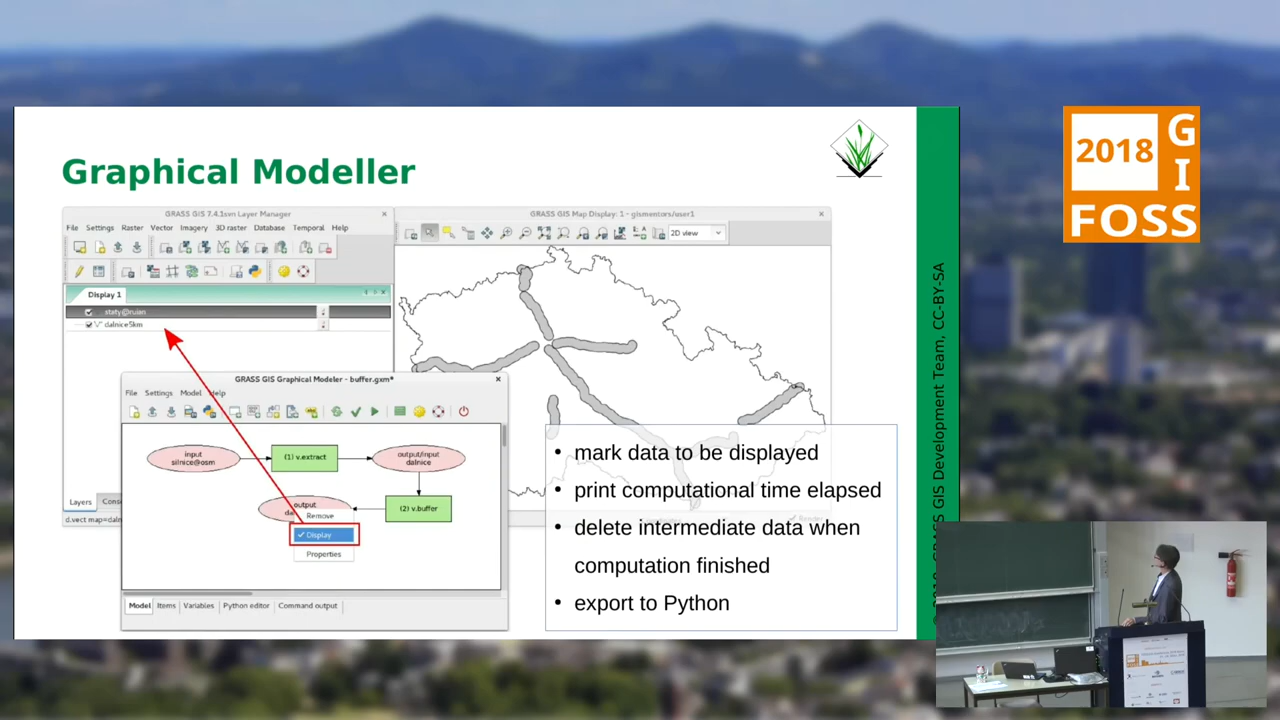 Graphical Modeller
GRASS GIS 7.4.1svn Layer Manager
File Settings Raster Vector Imagery 3D raster Database Temporal Help
Display 1
staty@ruian
dalnice5km
Layers
GRASS GIS Map Display: 1 - gismentors/user1
2D view
GRASS GIS Graphical Modeler - buffer.gxm*
File Settings Model Help
input
silnice@osm
(1) v.extract
output/input
dalnice
output
(2) v.buffer
Remove
Display
Properties
Model Items Variables Python editor Command output
• mark data to be displayed
• print computational time elapsed
• delete intermediate data when
computation finished
• export to Python
GRASS GIS Development Team, CC-BY-SA
2018
GI
FOSS